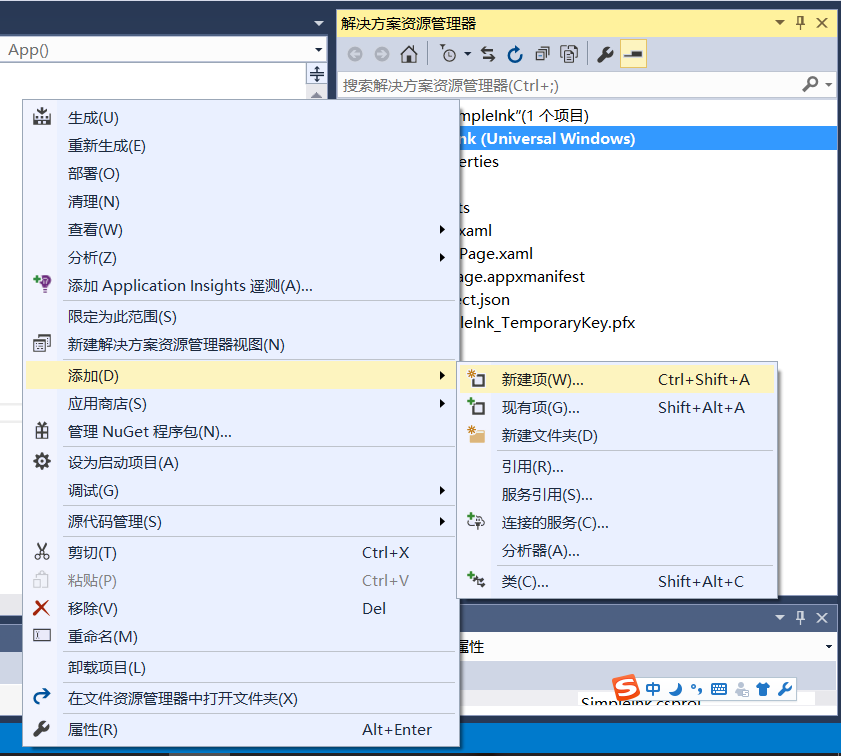 解决方案资源管理器
App()
搜索解决方案资源管理器(Ctrl+;)
mpleInk"(1 个项目)
nk (Universal Windows)
erties
ts
xaml
Page.xaml
age.appxmanifest
ect.json
leInk_TemporaryKey.pfx
生成(U)
重新生成(E)
部署(O)
清理(N)
查看(W)
分析(Z)
添加 Application Insights 遥测(A)...
限定为此范围(S)
新建解决方案资源管理器视图(N)
添加(D)
应用商店(S)
管理 NuGet 程序包(N)...
设为启动项目(A)
调试(G)
源代码管理(S)
剪切(T) Ctrl+X
粘贴(P) Ctrl+V
移除(V) Del
重命名(M)
卸载项目(L)
在文件资源管理器中打开文件夹(X)
属性(R) Alt+Enter
新建项(W)... Ctrl+Shift+A
现有项(G)... Shift+Alt+A
新建文件夹(D)
引用(R)...
服务引用(S)...
连接的服务(C)...
分析器(A)...
类(C)... Shift+Alt+C
属性
中
SimpleInk.csproj